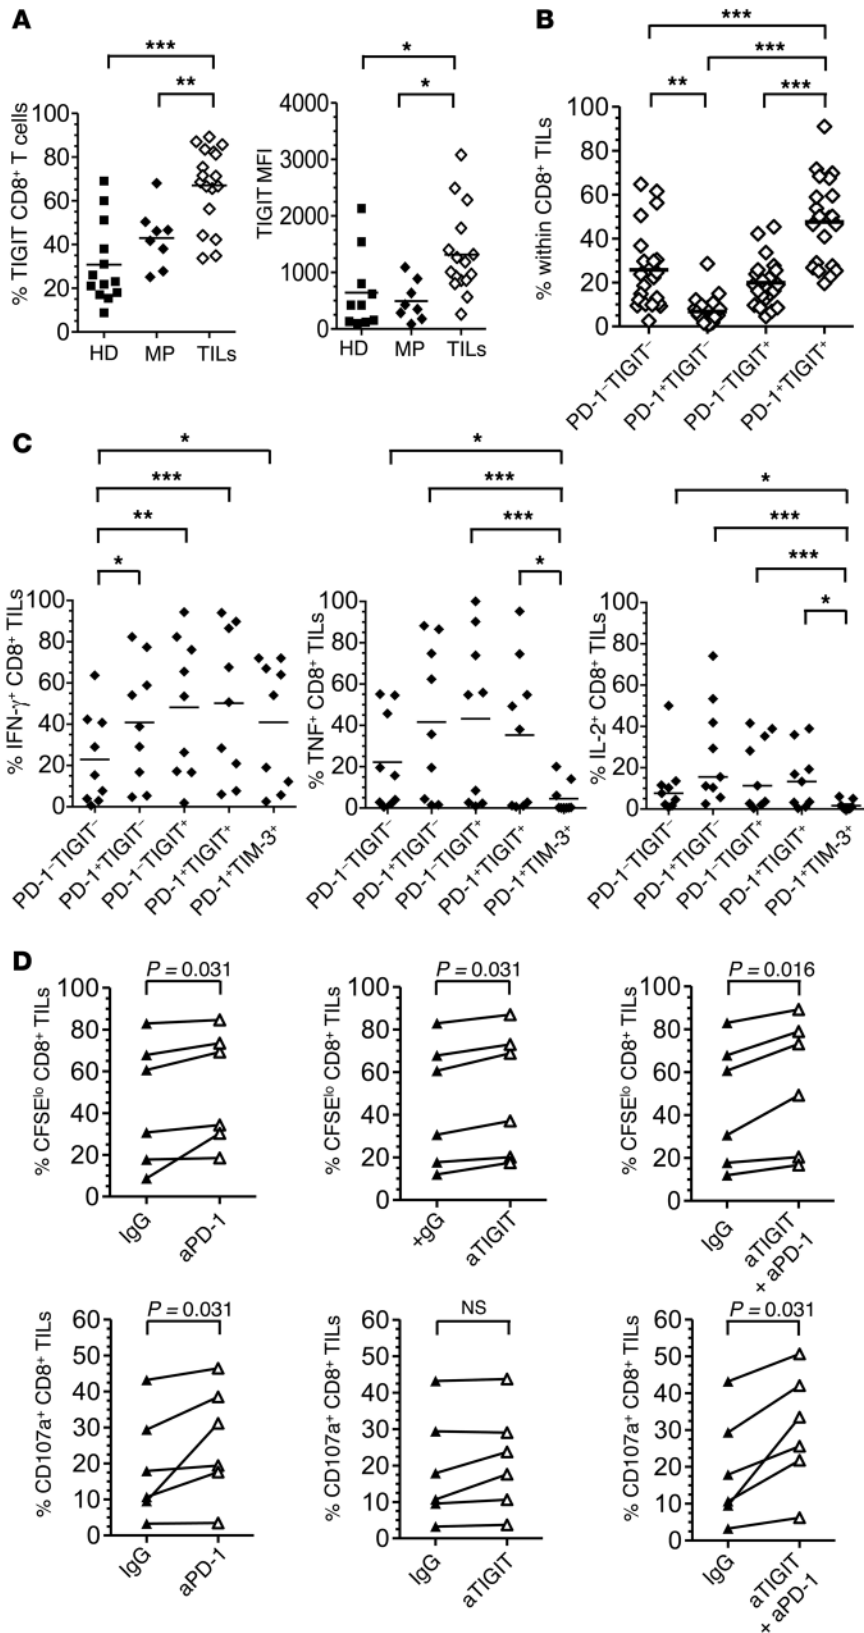 A
***
**
% TIGIT CD8+ T cells
100
80
60
40
20
0
HD MP TILs
*
*
TIGIT MFI
4000
3000
2000
1000
0
HD MP TILs
B
***
***
** ***
% within CD8+ TILs
100
80
60
40
20
0
PD-1−TIGIT−
PD-1+TIGIT−
PD-1−TIGIT+
PD-1+TIGIT+
C
*
***
**
*
% IFN-γ+ CD8+ TILs
100
80
60
40
20
0
PD-1−TIGIT−
PD-1+TIGIT−
PD-1−TIGIT+
PD-1+TIGIT+
PD-1+TIM-3+
*
***
***
*
% TNF+ CD8+ TILs
100
80
60
40
20
0
PD-1−TIGIT−
PD-1+TIGIT−
PD-1−TIGIT+
PD-1+TIGIT+
PD-1+TIM-3+
*
***
***
*
% IL-2+ CD8+ TILs
100
80
60
40
20
0
PD-1−TIGIT−
PD-1+TIGIT−
PD-1−TIGIT+
PD-1+TIGIT+
PD-1+TIM-3+
D
P = 0.031
% CFSElo CD8+ TILs
100
80
60
40
20
0
IgG
aPD-1
P = 0.031
% CFSElo CD8+ TILs
100
80
60
40
20
0
+gG
aTIGIT
P = 0.016
% CFSElo CD8+ TILs
100
80
60
40
20
0
IgG
aTIGIT
+ aPD-1
P = 0.031
% CD107a+ CD8+ TILs
60
50
40
30
20
10
0
IgG
aPD-1
NS
% CD107a+ CD8+ TILs
60
50
40
30
20
10
0
IgG
aTIGIT
P = 0.031
% CD107a+ CD8+ TILs
60
50
40
30
20
10
0
IgG
aTIGIT
+ aPD-1